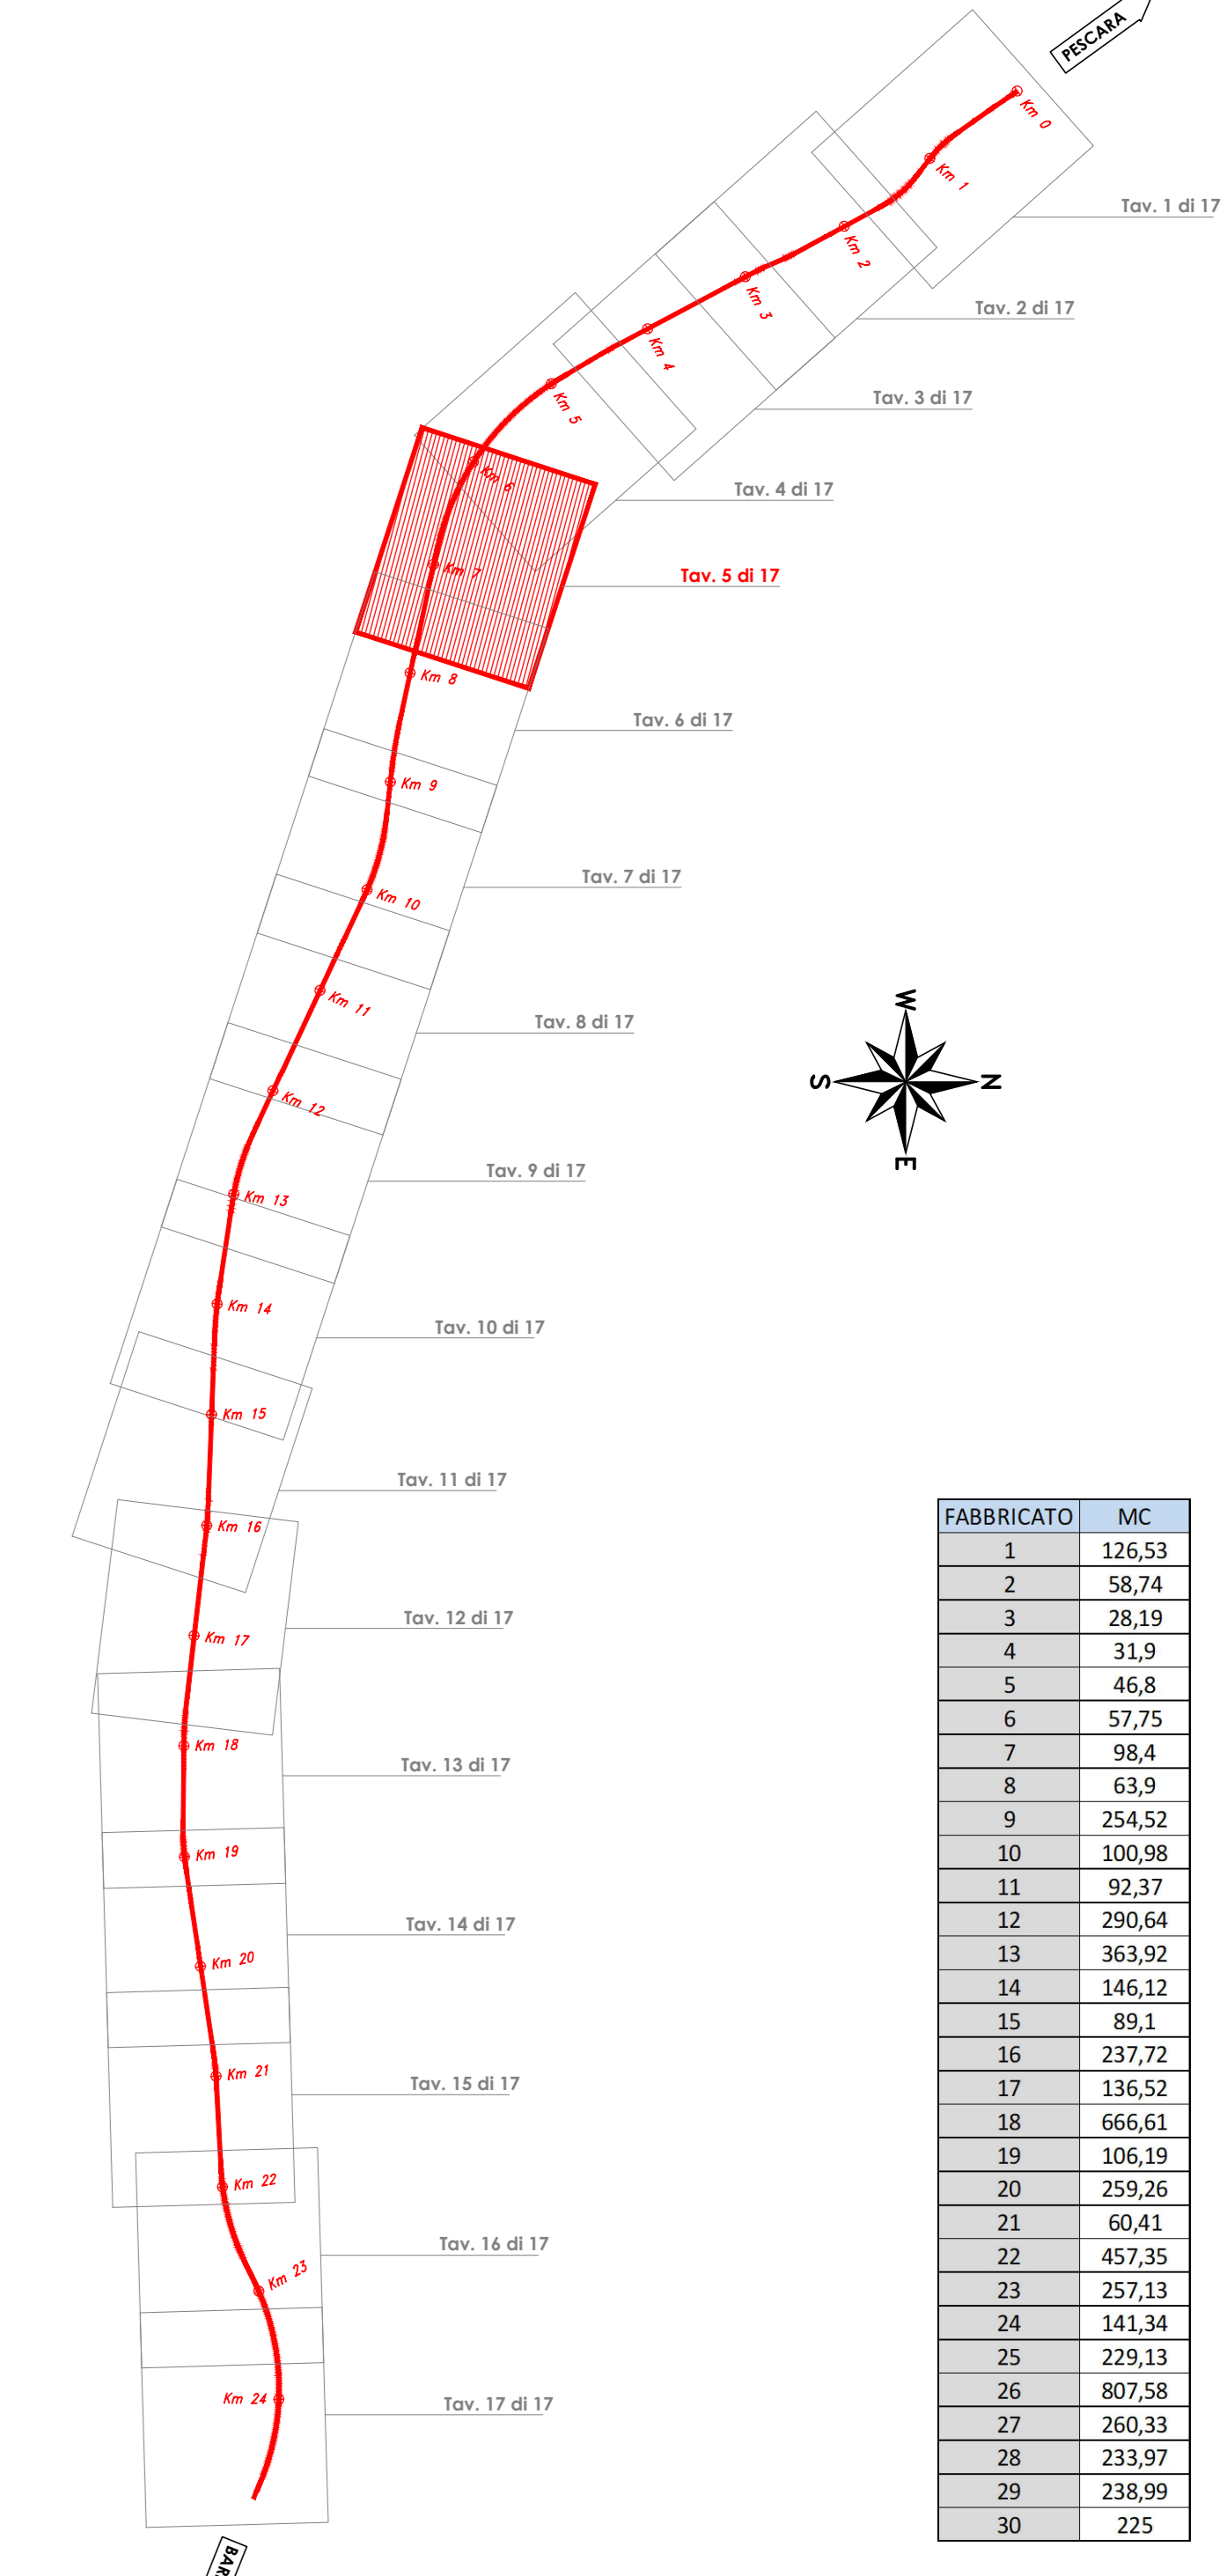 PESCARA
Km 0
Km 1
Tav. 1 di 17
Km 2
Km 3
Tav. 2 di 17
Km 4
Tav. 3 di 17
Km 5
Km 6
Tav. 4 di 17
Km 7
Tav. 5 di 17
Km 8
Tav. 6 di 17
Km 9
Tav. 7 di 17
Km 10
Km 11
W
Tav. 8 di 17
S
N
Km 12
E
Tav. 9 di 17
Km 13
Km 14
Tav. 10 di 17
Km 15
Tav. 11 di 17
Km 16
Tav. 12 di 17
Km 17
Km 18
Tav. 13 di 17
Km 19
Tav. 14 di 17
Km 20
Km 21
Tav. 15 di 17
Km 22
Tav. 16 di 17
Km 23
Km 24
Tav. 17 di 17
FABBRICATO MC
1 126,53
2 58,74
3 28,19
4 31,9
5 46,8
6 57,75
7 98,4
8 63,9
9 254,52
10 100,98
11 92,37
12 290,64
13 363,92
14 146,12
15 89,1
16 237,72
17 136,52
18 666,61
19 106,19
20 259,26
21 60,41
22 457,35
23 257,13
24 141,34
25 229,13
26 807,58
27 260,33
28 233,97
29 238,99
30 225